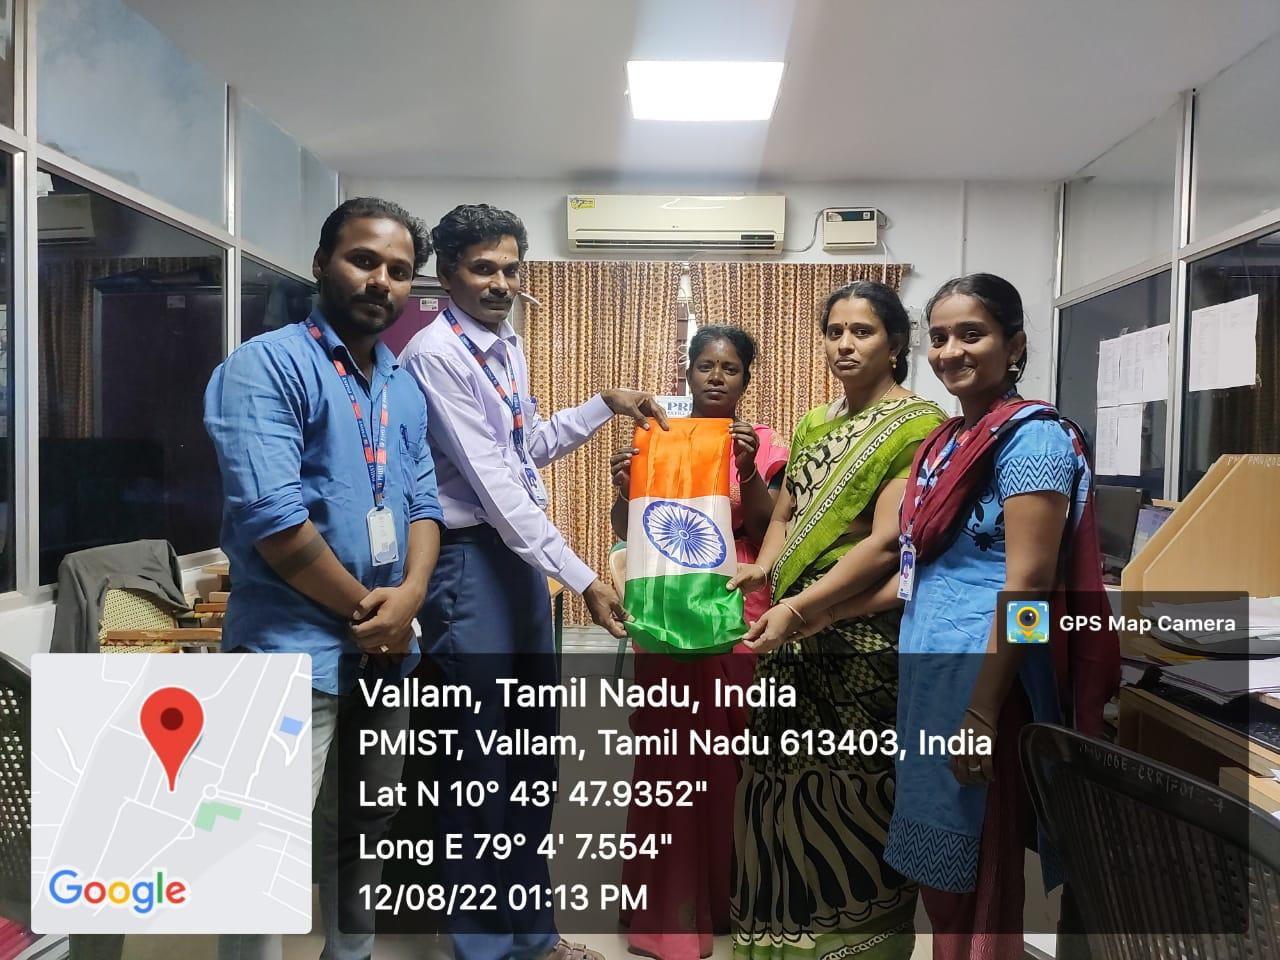 PRI
GPS Map Camera
Vallam, Tamil Nadu, India
PMIST, Vallam, Tamil Nadu 613403, India
Lat N 10° 43' 47.9352"
Long E 79° 4' 7.554"
12/08/22 01:13 PM
Google